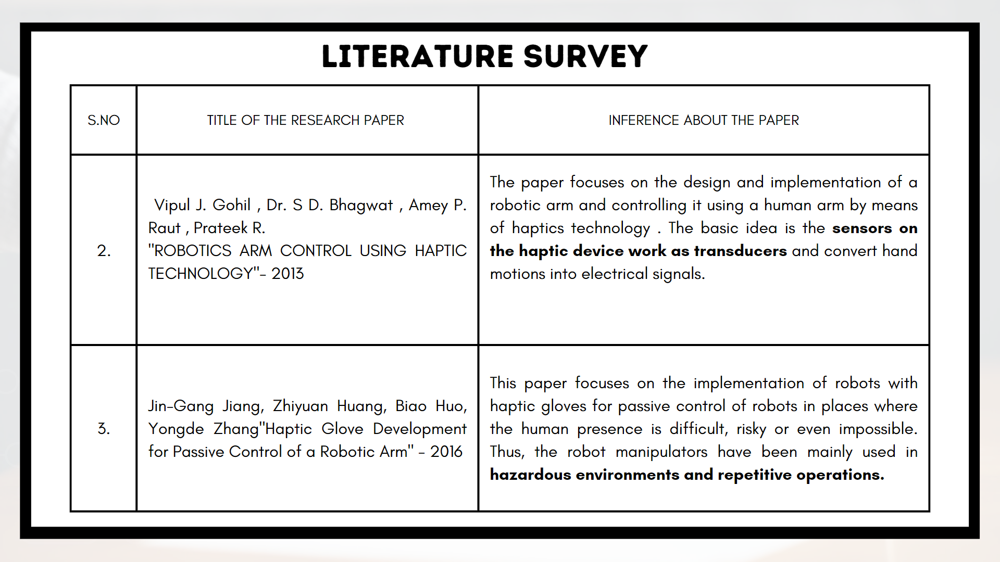 LITERATURE SURVEY
S.NO
TITLE OF THE RESEARCH PAPER
INFERENCE ABOUT THE PAPER
2.
Vipul J. Gohil , Dr. S D. Bhagwat , Amey P.
Raut , Prateek R.
"ROBOTICS ARM CONTROL USING HAPTIC
TECHNOLOGY"- 2013
The paper focuses on the design and implementation of a
robotic arm and controlling it using a human arm by means
of haptics technology . The basic idea is the sensors on
the haptic device work as transducers and convert hand
motions into electrical signals.
3.
Jin-Gang Jiang, Zhiyuan Huang, Biao Huo,
Yongde Zhang"Haptic Glove Development
for Passive Control of a Robotic Arm" - 2016
This paper focuses on the implementation of robots with
haptic gloves for passive control of robots in places where
the human presence is difficult, risky or even impossible.
Thus, the robot manipulators have been mainly used in
hazardous environments and repetitive operations.